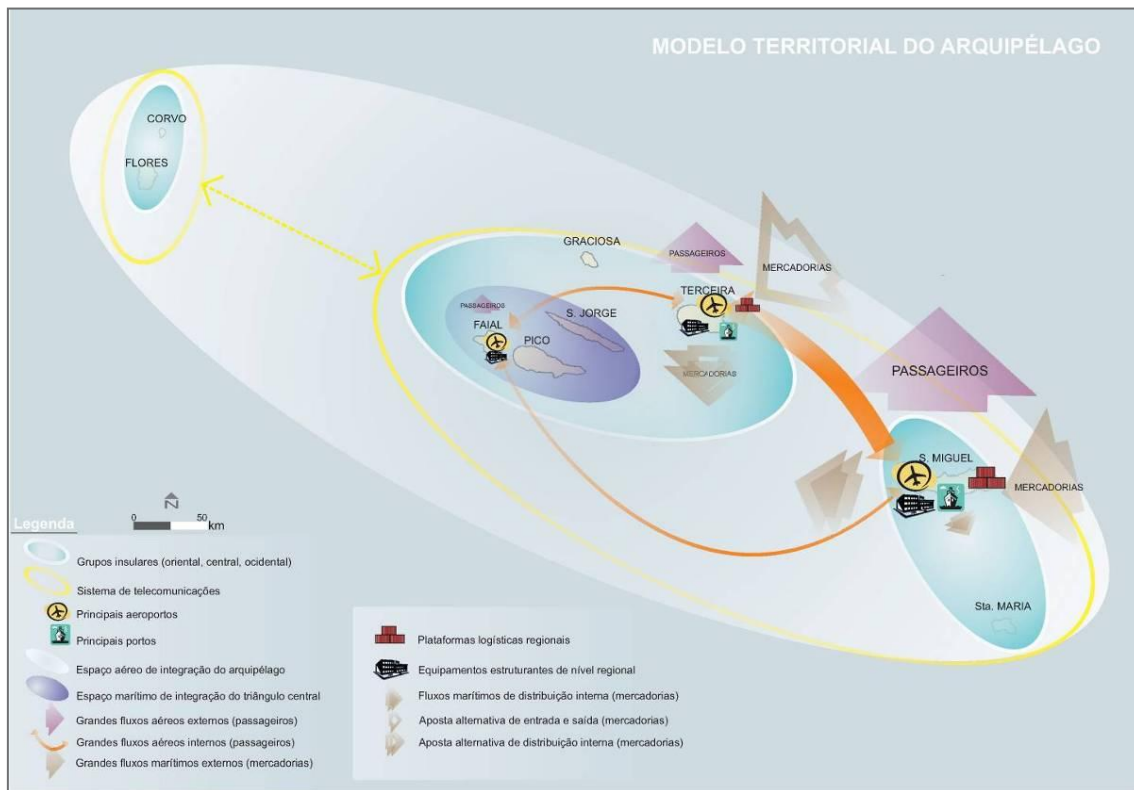 MODELO TERRITORIAL DO ARQUIPÉLAGO
CORVO
FLORES
GRACIOSA
PASSAGEIROS
MERCADORIAS
TERCEIRA
PASSAGEIROS
S. JORGE
FAIAL
PICO
MERCADORIAS
PASSAGEIROS
S. MIGUEL
MERCADORIAS
Sta. MARIA
N
0 50 km
Legenda
Grupos insulares (oriental, central, ocidental)
Sistema de telecomunicações
Principais aeroportos
Principais portos
Espaço aéreo de integração do arquipélago
Espaço marítimo de integração do triângulo central
Grandes fluxos aéreos externos (passageiros)
Grandes fluxos aéreos internos (passageiros)
Grandes fluxos marítimos externos (mercadorias)
Plataformas logísticas regionais
Equipamentos estruturantes de nível regional
Fluxos marítimos de distribuição interna (mercadorias)
Aposta alternativa de entrada e saída (mercadorias)
Aposta alternativa de distribuição interna (mercadorias)